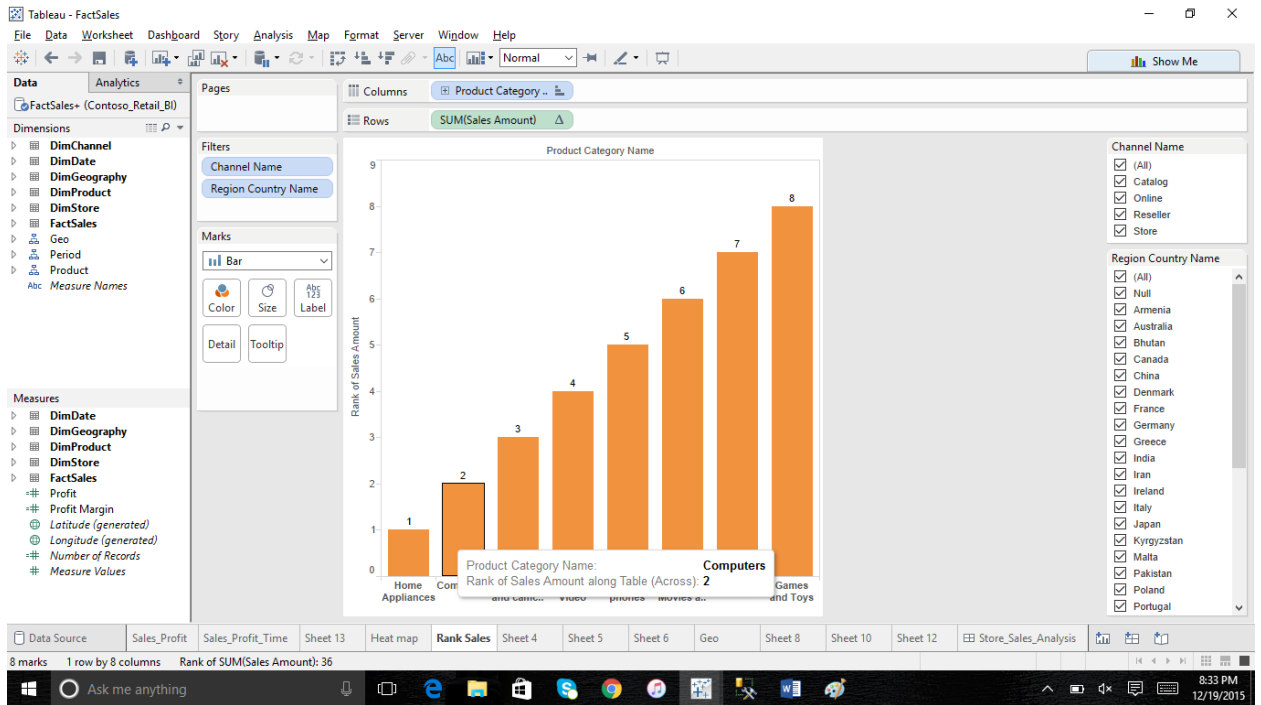 Tableau - FactSales
File Data Worksheet Dashboard Story Analysis Map Format Server Window Help
Abc Normal Show Me
Data Analytics
FactSales+ (Contoso_Retail_BI)
Dimensions
DimChannel
DimDate
DimGeography
DimProduct
DimStore
FactSales
Geo
Period
Product
Abc Measure Names
Measures
DimDate
DimGeography
DimProduct
DimStore
FactSales
Profit
Profit Margin
Latitude (generated)
Longitude (generated)
Number of Records
Measure Values
Pages
Filters
Channel Name
Region Country Name
Marks
Bar
Color Size Abc 123 Label
Detail Tooltip
Columns Product Category ..
Rows SUM(Sales Amount) Δ
Product Category Name
Rank of Sales Amount
9
8
7
6
5
4
3
2
1
0
1 2 3 4 5 6 7 8
Product Category Name: Computers
Rank of Sales Amount along Table (Across): 2
Home Com Games
Appliances and Toys
Channel Name
(All)
Catalog
Online
Reseller
Store
Region Country Name
(All)
Null
Armenia
Australia
Bhutan
Canada
China
Denmark
France
Germany
Greece
India
Iran
Ireland
Italy
Japan
Kyrgyzstan
Malta
Pakistan
Poland
Portugal
Data Source Sales_Profit Sales_Profit_Time Sheet 13 Heat map Rank Sales Sheet 4 Sheet 5 Sheet 6 Geo Sheet 8 Sheet 10 Sheet 12 Store_Sales_Analysis
8 marks 1 row by 8 columns Rank of SUM(Sales Amount): 36
Ask me anything
8:33 PM
12/19/2015